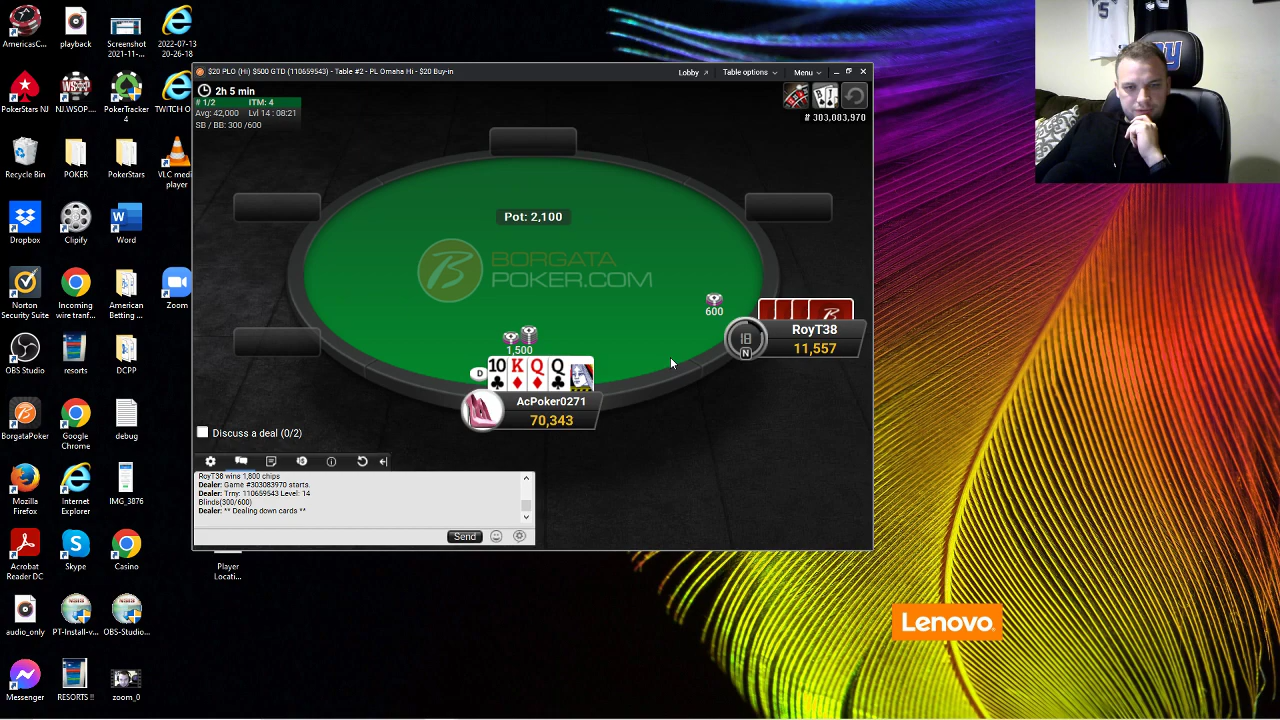 AmericasC...
playback
Screenshot
2021-11-...
2022-07-13
20-26-18
PokerStars NJ
NJ.WSOP....
PokerTracker
4
TWITCH O
Recycle Bin
POKER
PokerStars
VLC medi
player
Dropbox
Clipify
Word
Norton
Security Suite
Incoming
wire tranf...
American
Betting ...
Zoom
OBS Studio
resorts
DCPP
BorgataPoker
Google
Chrome
debug
Mozilla
Firefox
Internet
Explorer
IMG_3876
Acrobat
Reader DC
Skype
Casino
Player
Locati...
audio_only
PT-Install-v...
OBS-Studio...
Messenger
RESORTS !!
zoom_0
$20 PLO (Hi) $500 GTD (110659543) - Table #2 - PL Omaha Hi - $20 Buy-in
Lobby
Table options
Menu
2h 5 min
# 1/2 ITM: 4
Avg: 42,000 Lvl 14 : 08:21
SB / BB: 300 /600
# 303,083,970
Pot: 2,100
B
BORGATA
POKER.COM
600
RoyT38
11,557
18
N
1,500
D
10 K Q Q
AcPoker0271
70,343
Discuss a deal (0/2)
RoyT38 wins 1,800 chips
Dealer: Game #303083970 starts.
Dealer: Trny: 110659543 Level: 14
Blinds(300/600)
Dealer: ** Dealing down cards **
Send
Lenovo
5